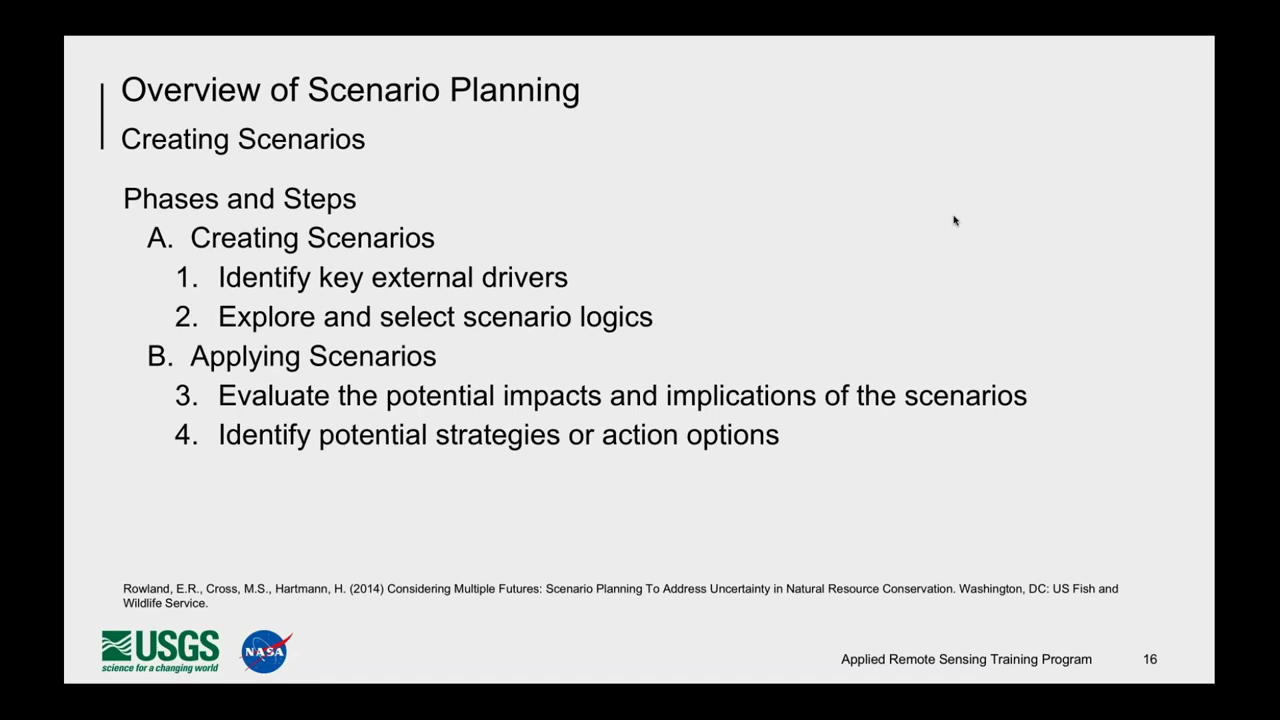 Overview of Scenario Planning
Creating Scenarios
Phases and Steps
A. Creating Scenarios
1. Identify key external drivers
2. Explore and select scenario logics
B. Applying Scenarios
3. Evaluate the potential impacts and implications of the scenarios
4. Identify potential strategies or action options
Rowland, E.R., Cross, M.S., Hartmann, H. (2014) Considering Multiple Futures: Scenario Planning To Address Uncertainty in Natural Resource Conservation. Washington, DC: US Fish and
Wildlife Service.
USGS
science for a changing world
NASA
Applied Remote Sensing Training Program 16